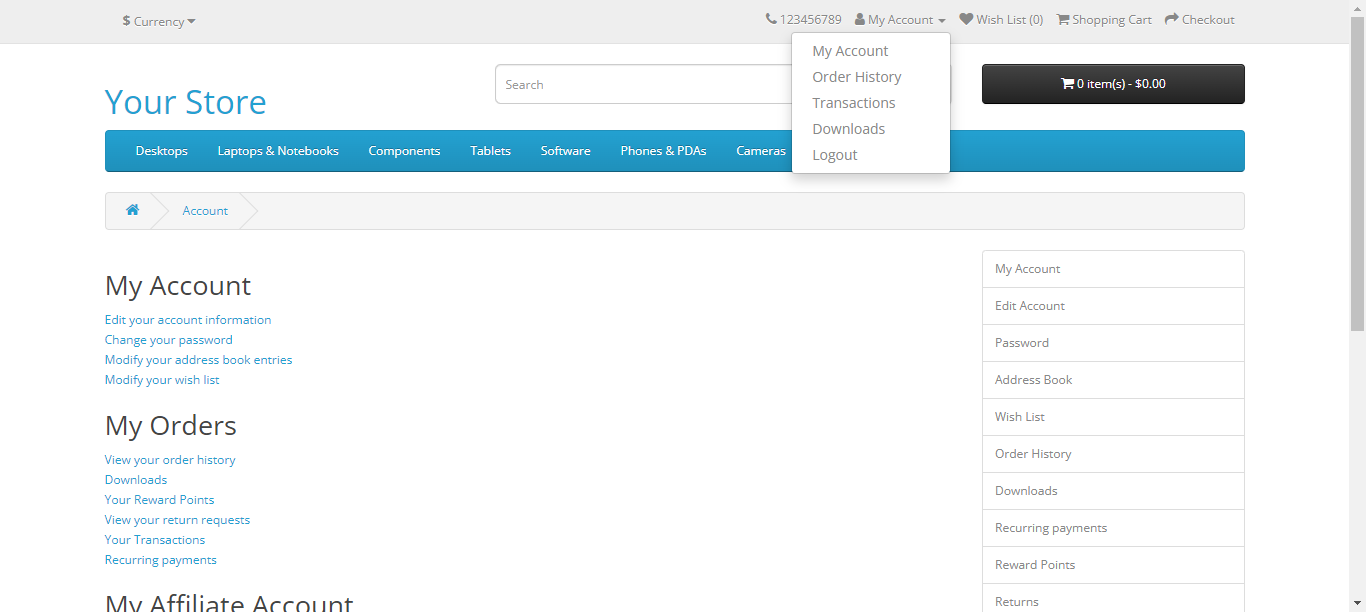 $ Currency
123456789 My Account Wish List (0) Shopping Cart Checkout
My Account
Order History
Transactions
Downloads
Logout
Your Store
Search
0 item(s) - $0.00
Desktops Laptops & Notebooks Components Tablets Software Phones & PDAs Cameras
Account
My Account
Edit your account information
Change your password
Modify your address book entries
Modify your wish list
My Orders
View your order history
Downloads
Your Reward Points
View your return requests
Your Transactions
Recurring payments
My Affiliate Account
My Account
Edit Account
Password
Address Book
Wish List
Order History
Downloads
Recurring payments
Reward Points
Returns